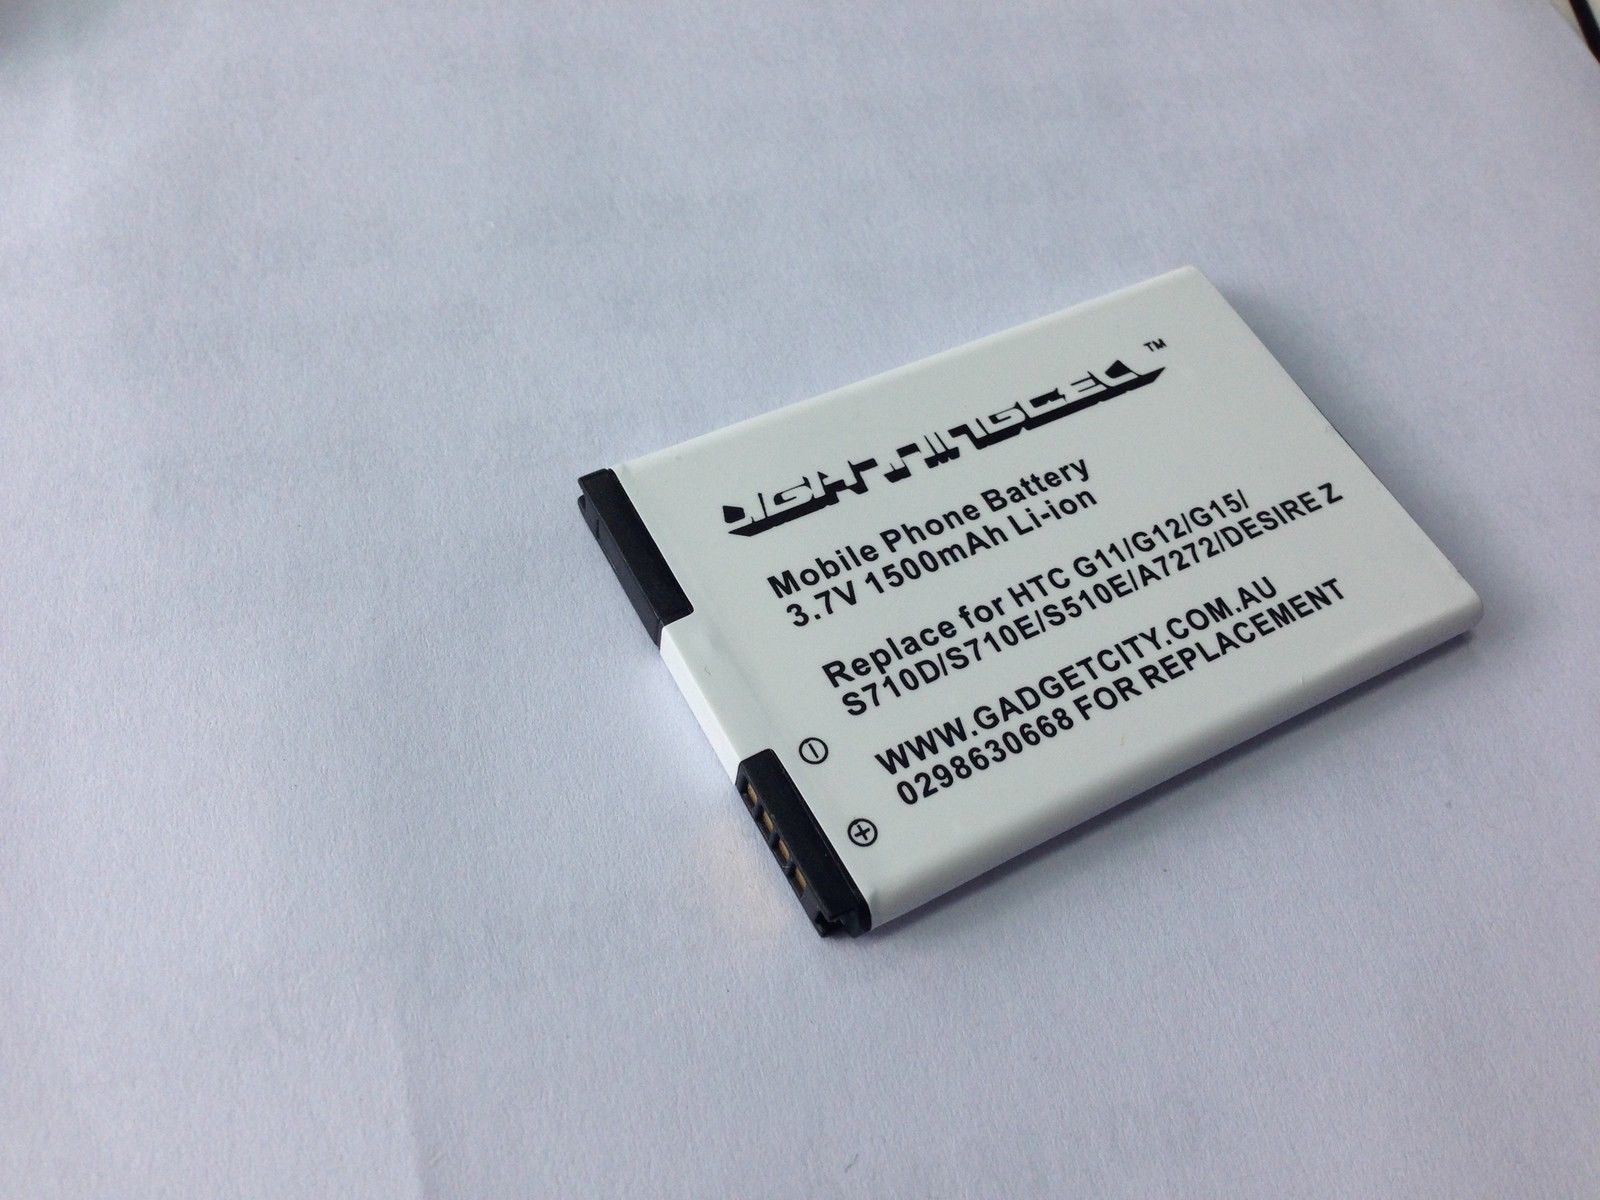 LIGHTNINGCELL™
Mobile Phone Battery
3.7V 1500mAh Li-ion
Replace for HTC G11/G12/G15/
S710D/S710E/S510E/A7272/DESIRE Z
WWW.GADGETCITY.COM.AU
0298630668 FOR REPLACEMENT